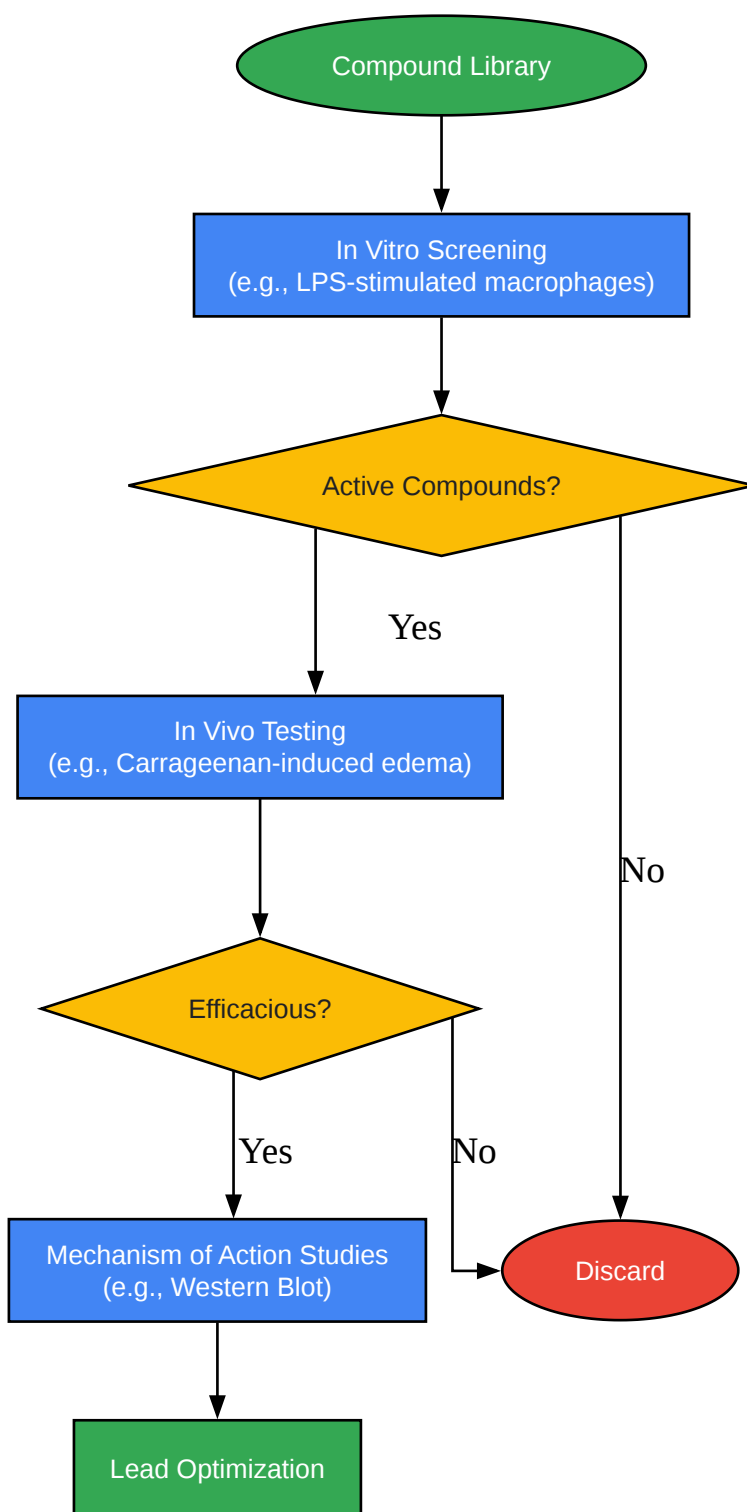 Compound Library
In Vitro Screening
(e.g., LPS-stimulated macrophages)
Active Compounds?
Yes
In Vivo Testing
(e.g., Carrageenan-induced edema)
No
Efficacious?
Yes
No
Mechanism of Action Studies
(e.g., Western Blot)
Discard
Lead Optimization